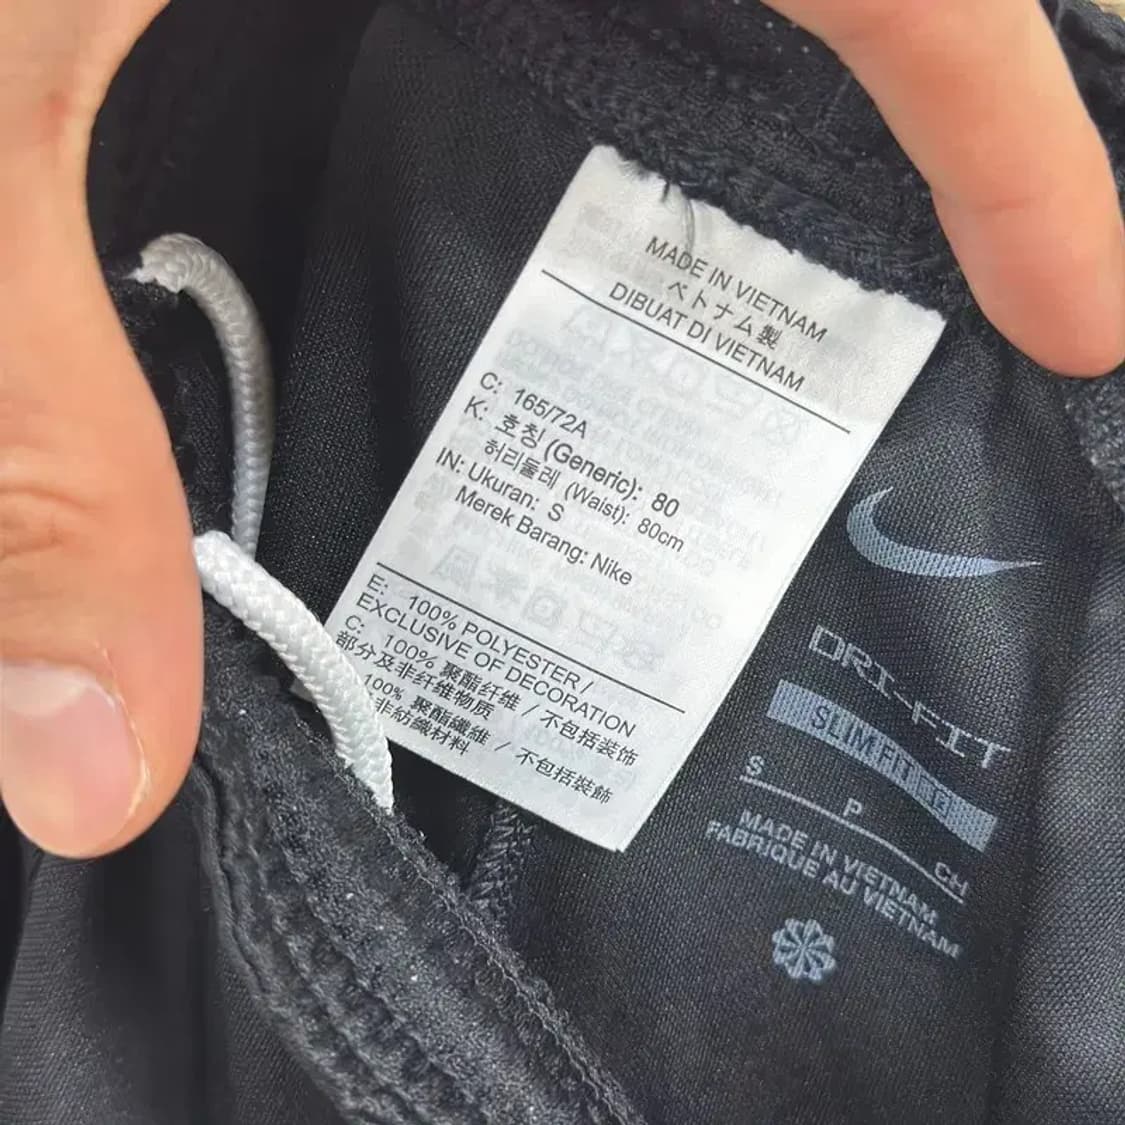 MADE IN VIETNAM
ベトナム製
DIBUAT DI VIETNAM
C: 165/72A
K: 호칭 (Generic): 80
허리둘레 (Waist): 80cm
IN: Ukuran: S
Merek Barang: Nike
E: 100% POLYESTER /
EXCLUSIVE OF DECORATION
C: 100% 聚酯纤维 / 不包括装饰
部分及非纤维物质
100% 聚酯纖維 / 不包括裝飾
非紡織材料
DRI-FIT
SLIM FIT
S P CH
MADE IN VIETNAM
FABRIQUE AU VIETNAM